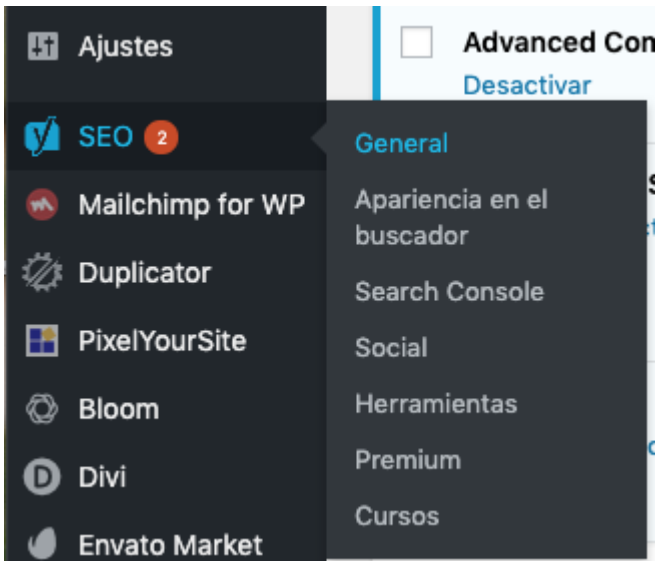 Ajustes
SEO 2
Mailchimp for WP
Duplicator
PixelYourSite
Bloom
Divi
Envato Market
General
Apariencia en el
buscador
Search Console
Social
Herramientas
Premium
Cursos
Advanced
Desactivar